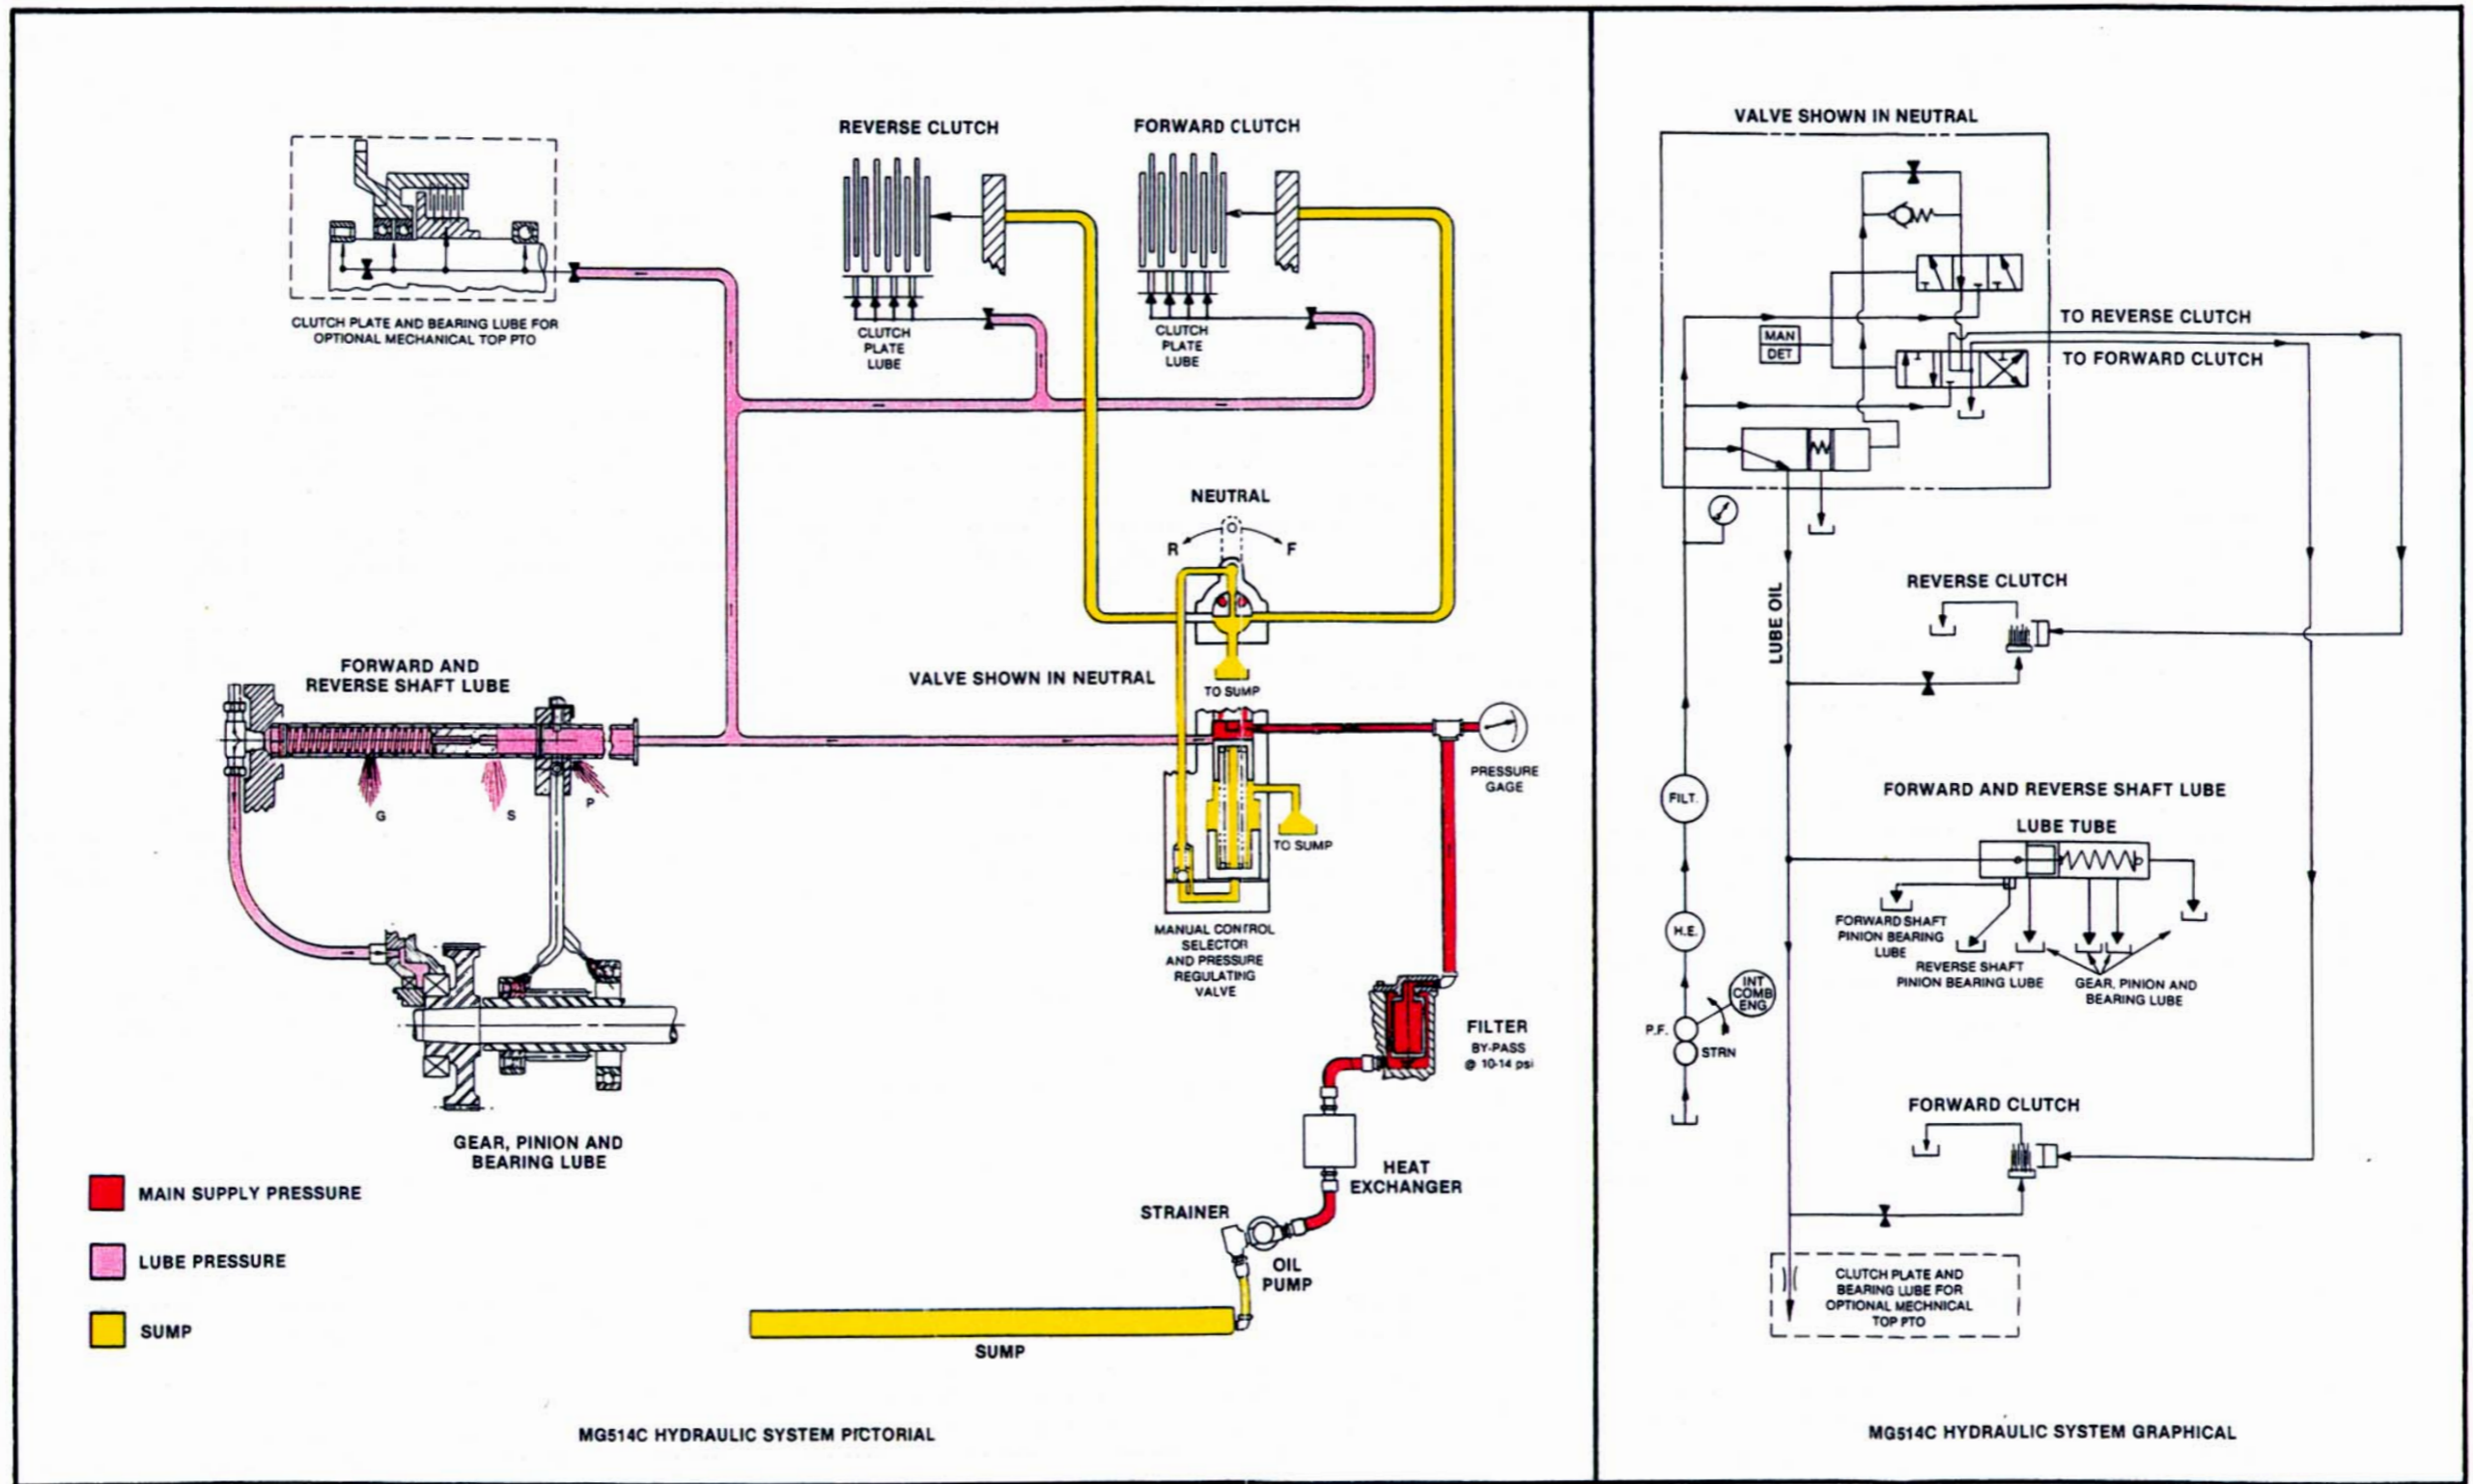 REVERSE CLUTCH
FORWARD CLUTCH
CLUTCH PLATE AND BEARING LUBE FOR
OPTIONAL MECHANICAL TOP PTO
CLUTCH
PLATE
LUBE
CLUTCH
PLATE
LUBE
NEUTRAL
R
F
VALVE SHOWN IN NEUTRAL
TO SUMP
FORWARD AND
REVERSE SHAFT LUBE
G
S
P
PRESSURE
GAGE
TO SUMP
MANUAL CONTROL
SELECTOR
AND PRESSURE
REGULATING
VALVE
FILTER
BY-PASS
@ 10-14 psi
GEAR, PINION AND
BEARING LUBE
HEAT
EXCHANGER
STRAINER
OIL
PUMP
MAIN SUPPLY PRESSURE
LUBE PRESSURE
SUMP
SUMP
MG514C HYDRAULIC SYSTEM PICTORIAL
VALVE SHOWN IN NEUTRAL
MAN
DET
TO REVERSE CLUTCH
TO FORWARD CLUTCH
LUBE OIL
REVERSE CLUTCH
FILT.
FORWARD AND REVERSE SHAFT LUBE
LUBE TUBE
FORWARD SHAFT
PINION BEARING
LUBE
REVERSE SHAFT
PINION BEARING LUBE
GEAR, PINION AND
BEARING LUBE
H.E.
INT
COMB
ENG
P.F.
STRN
FORWARD CLUTCH
CLUTCH PLATE AND
BEARING LUBE FOR
OPTIONAL MECHNICAL
TOP PTO
MG514C HYDRAULIC SYSTEM GRAPHICAL